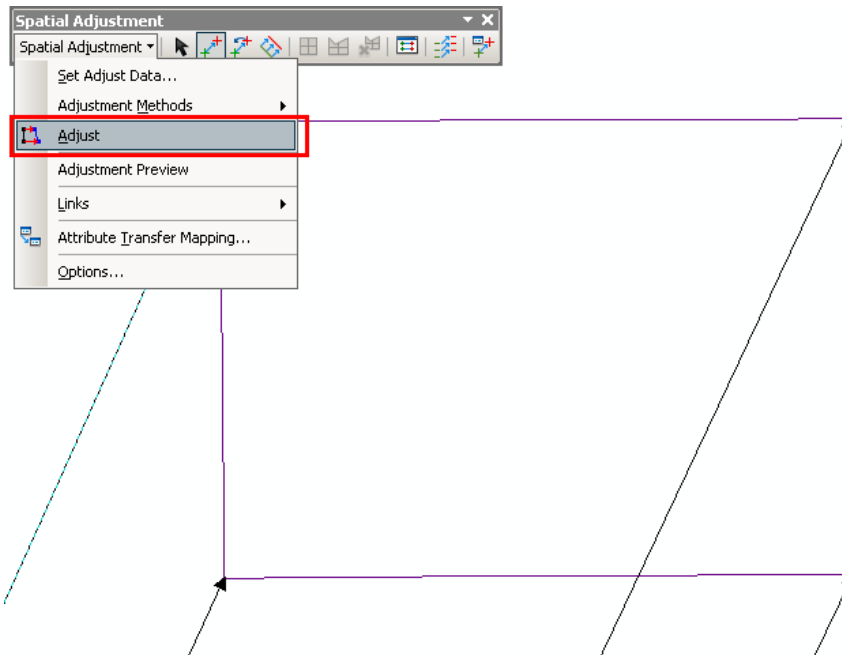 Spatial Adjustment
Spatial Adjustment
Set Adjust Data...
Adjustment Methods
Adjust
Adjustment Preview
Links
Attribute Transfer Mapping...
Options...